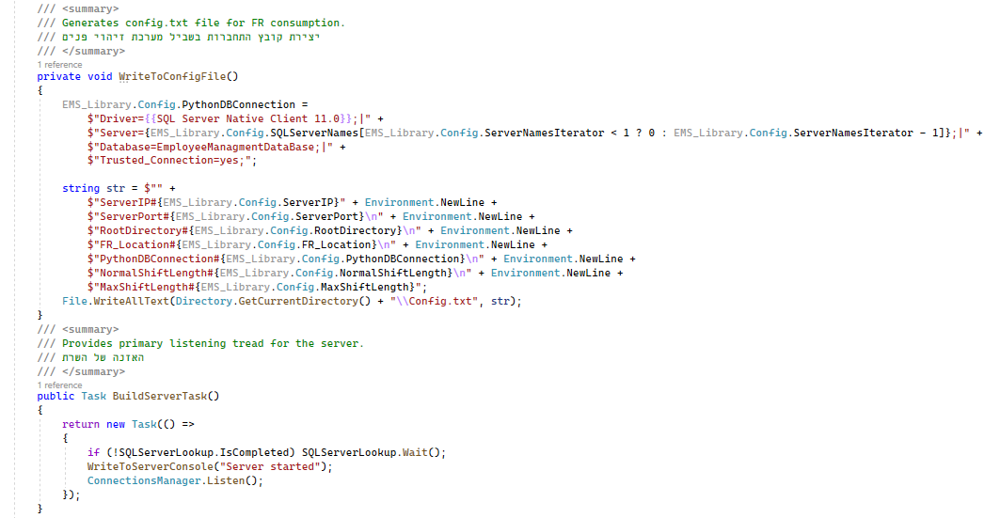 /// <summary>
/// Generates config.txt file for FR consumption.
/// יצירת קובץ התחברות בשביל מערכת זיהוי פנים
/// </summary>
1 reference
private void WriteToConfigFile()
{
    EMS_Library.Config.PythonDBConnection =
        $"Driver={{SQL Server Native Client 11.0}};|" +
        $"Server={EMS_Library.Config.SQLServerNames[EMS_Library.Config.ServerNamesIterator < 1 ? 0 : EMS_Library.Config.ServerNamesIterator - 1]};|" +
        $"Database=EmployeeManagmentDataBase;|" +
        $"Trusted_Connection=yes;";
    string str = $"" +
        $"ServerIP#{EMS_Library.Config.ServerIP}" + Environment.NewLine +
        $"ServerPort#{EMS_Library.Config.ServerPort}\n" + Environment.NewLine +
        $"RootDirectory#{EMS_Library.Config.RootDirectory}\n" + Environment.NewLine +
        $"FR_Location#{EMS_Library.Config.FR_Location}\n" + Environment.NewLine +
        $"PythonDBConnection#{EMS_Library.Config.PythonDBConnection}\n" + Environment.NewLine +
        $"NormalShiftLength#{EMS_Library.Config.NormalShiftLength}\n" + Environment.NewLine +
        $"MaxShiftLength#{EMS_Library.Config.MaxShiftLength}";
    File.WriteAllText(Directory.GetCurrentDirectory() + "\\Config.txt", str);
}
/// <summary>
/// Provides primary listening tread for the server.
/// האזנה של השרת
/// </summary>
1 reference
public Task BuildServerTask()
{
    return new Task(() =>
    {
        if (!SQLServerLookup.IsCompleted) SQLServerLookup.Wait();
        WriteToServerConsole("Server started");
        ConnectionsManager.Listen();
    });
}